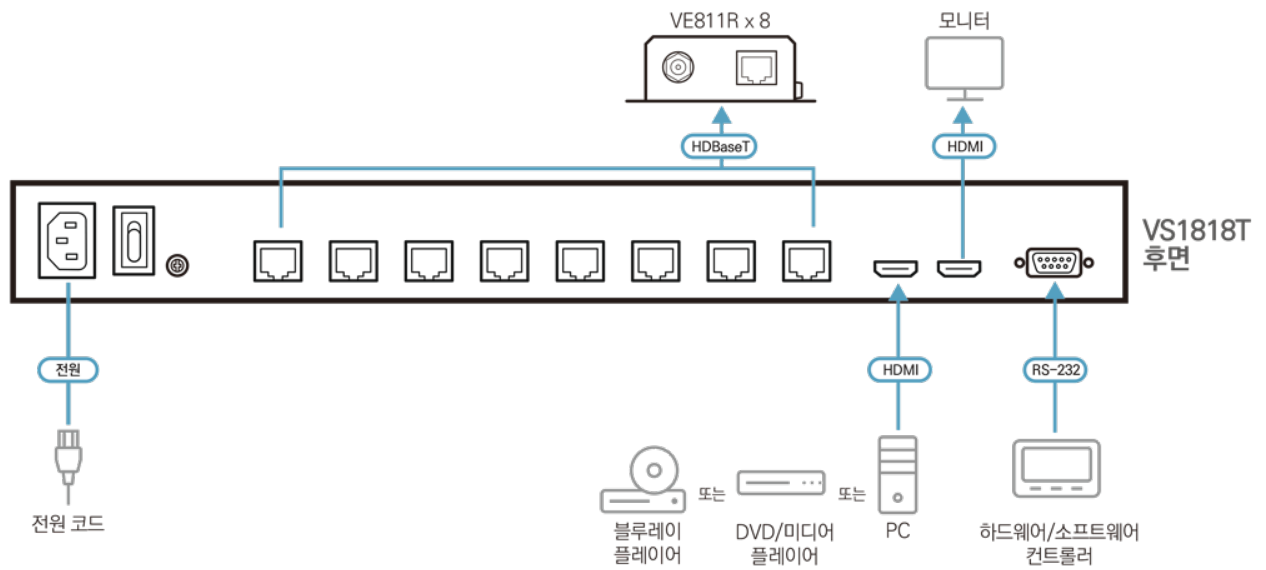 VE811R x 8
모니터
HDBaseT
HDMI
VS1818T
후면
전원
HDMI
RS-232
또는
또는
전원 코드
블루레이
플레이어
DVD/미디어
플레이어
PC
하드웨어/소프트웨어
컨트롤러